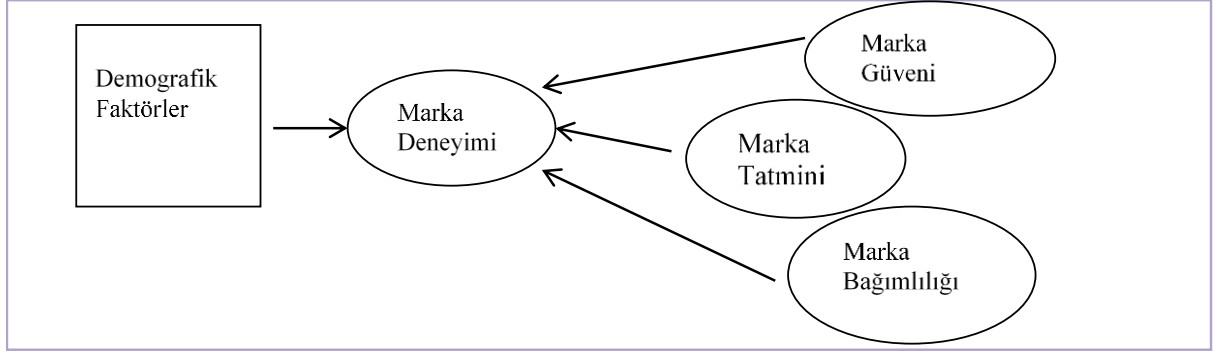 Demografik
Faktörler
Marka
Deneyimi
Marka
Güveni
Marka
Tatmini
Marka
Bağımlılığı